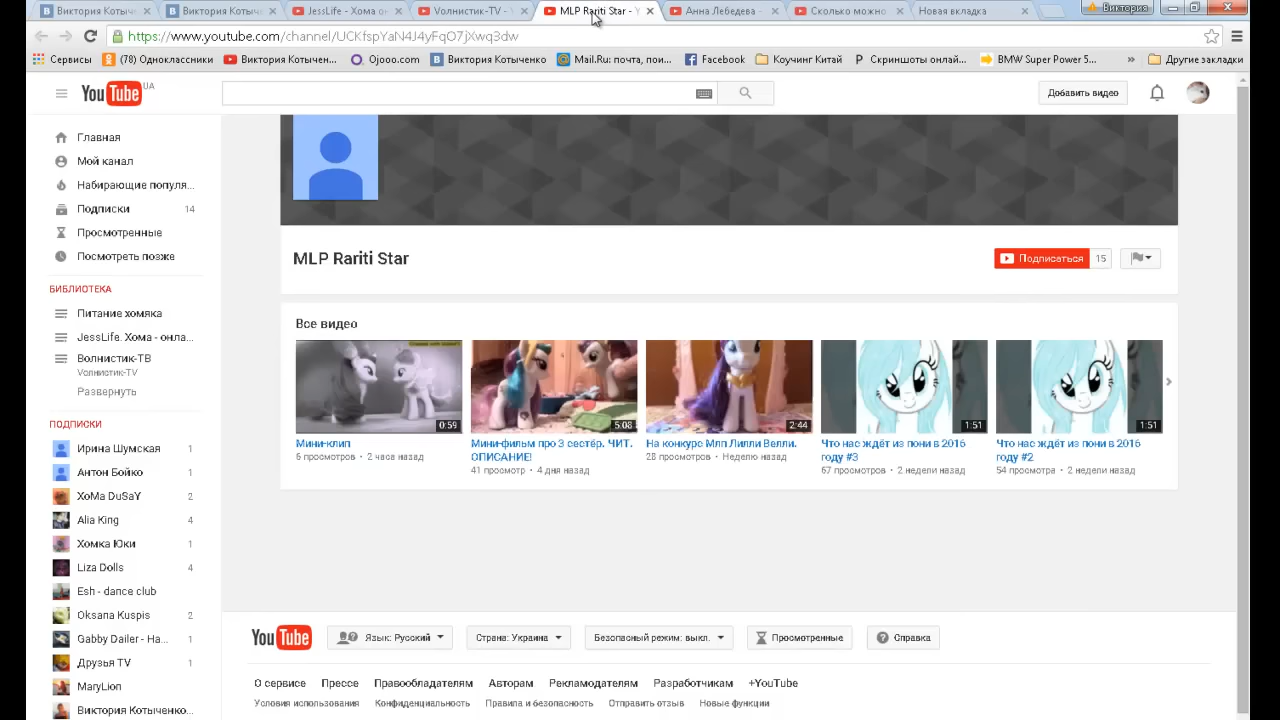 Виктория Котыч
Виктория Котыч
JessLife - Хома - он
Волнистик-ТВ -
MLP Rariti Star - Y
Анна Лебедева -
Сколько можно
Новая вкладка
Виктория
https://www.youtube.com/channel/UCKfspYaN4J4yFqO7jXwq3dw
Сервисы
(78) Одноклассники
Виктория Котычен...
Ojooo.com
Виктория Котыченко
Mail.Ru: почта, пои...
Facebook
Коучинг Китай
Скриншоты онлай...
BMW Super Power 5...
» Другие закладки
YouTube UA
Добавить видео
Главная
Мой канал
Набирающие популя...
Подписки 14
Просмотренные
Посмотреть позже
БИБЛИОТЕКА
Питание хомяка
JessLife. Хома - онла...
Волнистик-ТВ
Волнистик-TV
Развернуть
ПОДПИСКИ
Ирина Шумская 1
Антон Бойко 1
ХоМа DuSaY 2
Alia King 4
Хомка Юки 1
Liza Dolls 4
Esh - dance club
Oksana Kuspis 2
Gabby Dailer - На... 1
Друзья TV 1
MaryLion
Виктория Котыченко...
MLP Rariti Star
Подписаться 15
Все видео
0:59
5:08
2:44
1:51
1:51
Мини-клип
6 просмотров • 2 часа назад
Мини-фильм про 3 сестёр. ЧИТ.
ОПИСАНИЕ!
41 просмотр • 4 дня назад
На конкурс Млп Лилли Велли.
28 просмотров • Неделю назад
Что нас ждёт из пони в 2016
году #3
67 просмотров • 2 недели назад
Что нас ждёт из пони в 2016
году #2
54 просмотра • 2 недели назад
YouTube
Язык: Русский
Страна: Украина
Безопасный режим: выкл.
Просмотренные
Справка
О сервисе Прессе Правообладателям Авторам Рекламодателям Разработчикам +YouTube
Условия использования Конфиденциальность Правила и безопасность Отправить отзыв Новые функции